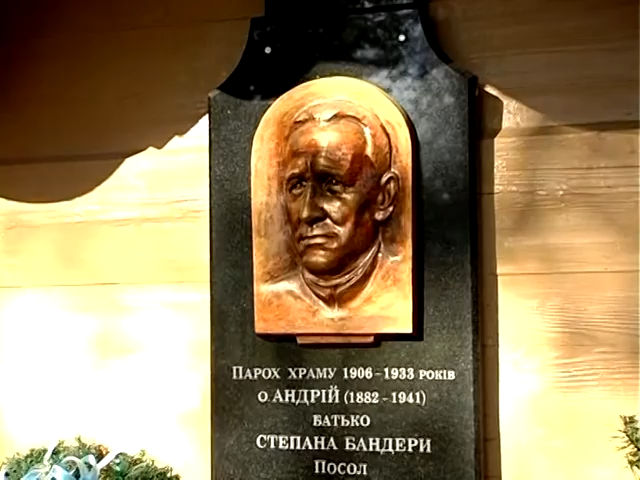 Парох храму 1906-1933 років
о. АНДРІЙ (1882-1941)
батько
СТЕПАНА БАНДЕРИ
Посол